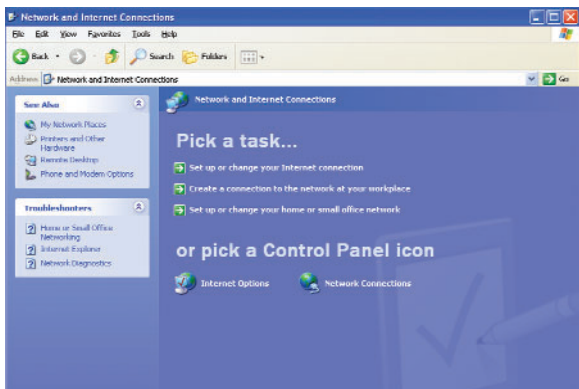 Network and Internet Connections
File Edit View Favorites Tools Help
Back Search Folders
Address Network and Internet Connections Go
See Also
My Network Places
Printers and Other
Hardware
Remote Desktop
Phone and Modem Options
Troubleshooters
Home or Small Office
Networking
Internet Explorer
Network Diagnostics
Network and Internet Connections
Pick a task...
Set up or change your Internet connection
Create a connection to the network at your workplace
Set up or change your home or small office network
or pick a Control Panel icon
Internet Options Network Connections